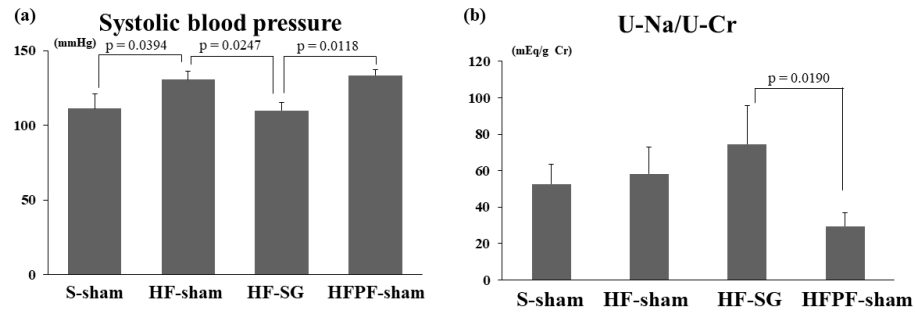 (a)
Systolic blood pressure
(mmHg)
p = 0.0394
p = 0.0247
p = 0.0118
150
100
50
0
S-sham
HF-sham
HF-SG
HFPF-sham
(b)
U-Na/U-Cr
(mEq/g Cr)
p = 0.0190
120
100
80
60
40
20
0
S-sham
HF-sham
HF-SG
HFPF-sham